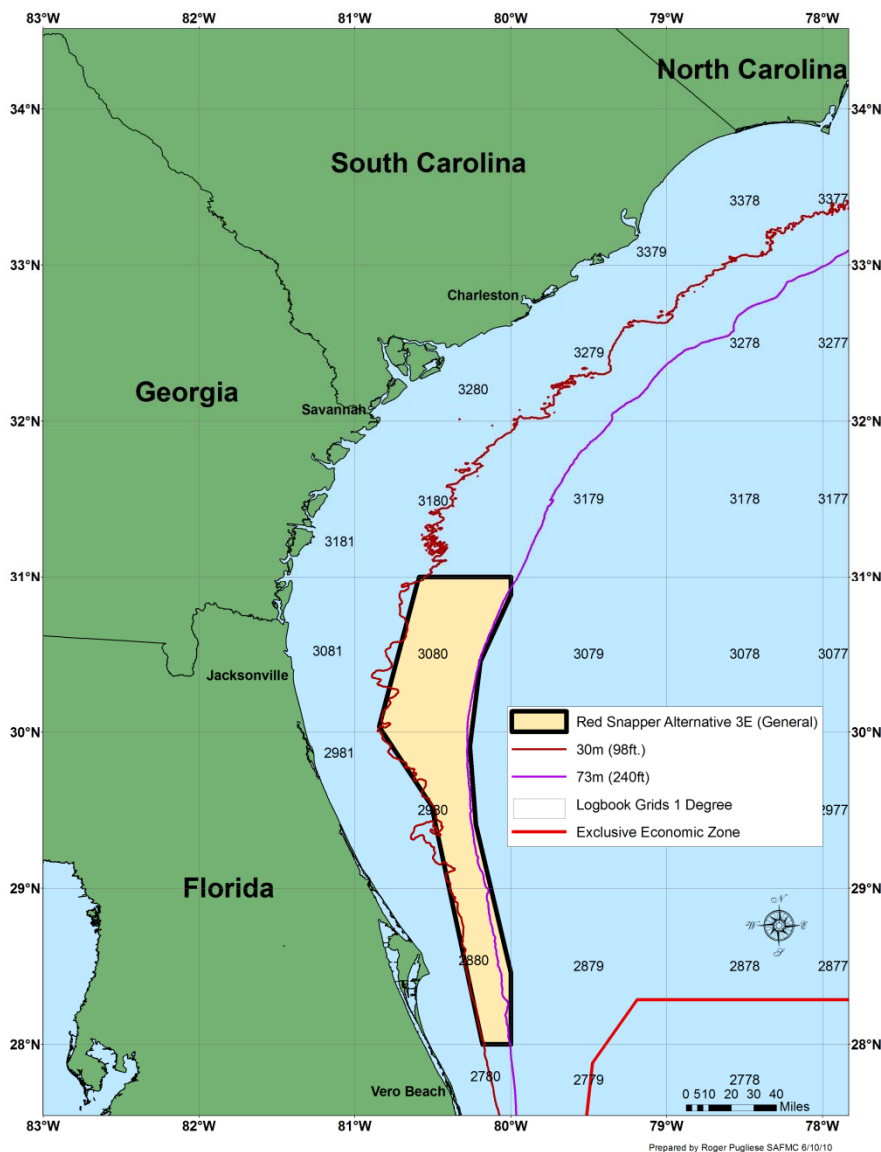 83°W 82°W 81°W 80°W 79°W 78°W
North Carolina
34°N 34°N
South Carolina
3378 3377
3379
33°N 33°N
Charleston
3279 3278 3277
Georgia
3280
Savannah
32°N 32°N
3180 3179 3178 3177
3181
31°N 31°N
3081 3080 3079 3078 3077
Jacksonville
Red Snapper Alternative 3E (General)
30°N 30°N
2981
30m (98ft.)
73m (240ft)
2980 2977
Logbook Grids 1 Degree
Exclusive Economic Zone
29°N 29°N
Florida
N
W E
S
2880 2879 2878 2877
28°N 28°N
2780 2779 2778
Vero Beach
0 510 20 30 40
Miles
83°W 82°W 81°W 80°W 79°W 78°W
Prepared by Roger Pugliese SAFMC 6/10/10